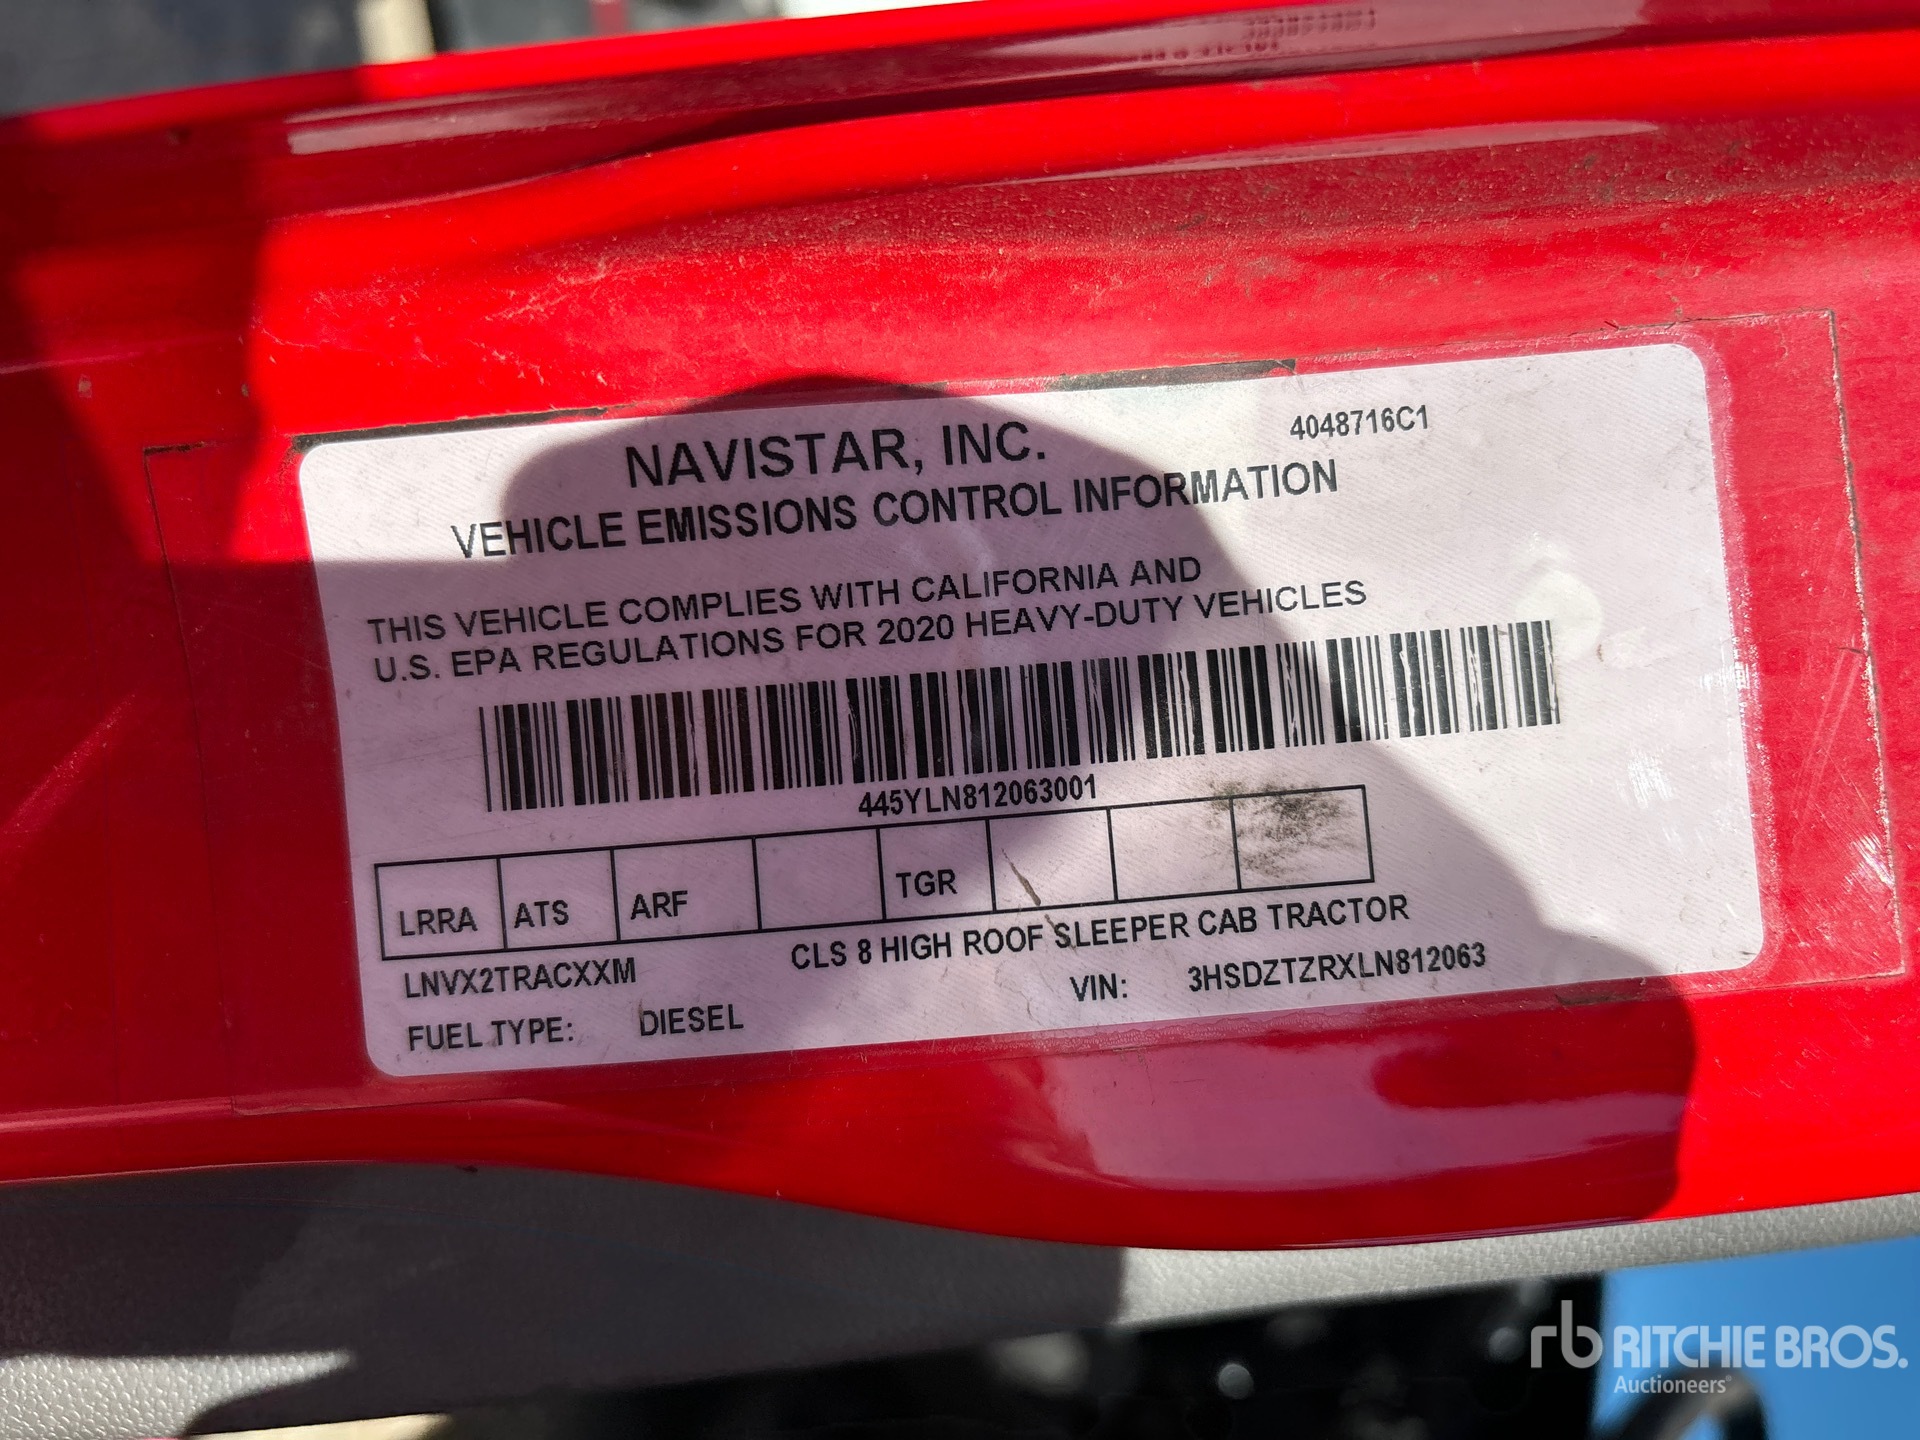 NAVISTAR, INC.
4048716C1
VEHICLE EMISSIONS CONTROL INFORMATION
THIS VEHICLE COMPLIES WITH CALIFORNIA AND
U.S. EPA REGULATIONS FOR 2020 HEAVY-DUTY VEHICLES
445YLN812063001
LRRA ATS ARF TGR
CLS 8 HIGH ROOF SLEEPER CAB TRACTOR
LNVX2TRACXXM
VIN: 3HSDZTZRXLN812063
FUEL TYPE: DIESEL
rb RITCHIE BROS.
Auctioneers